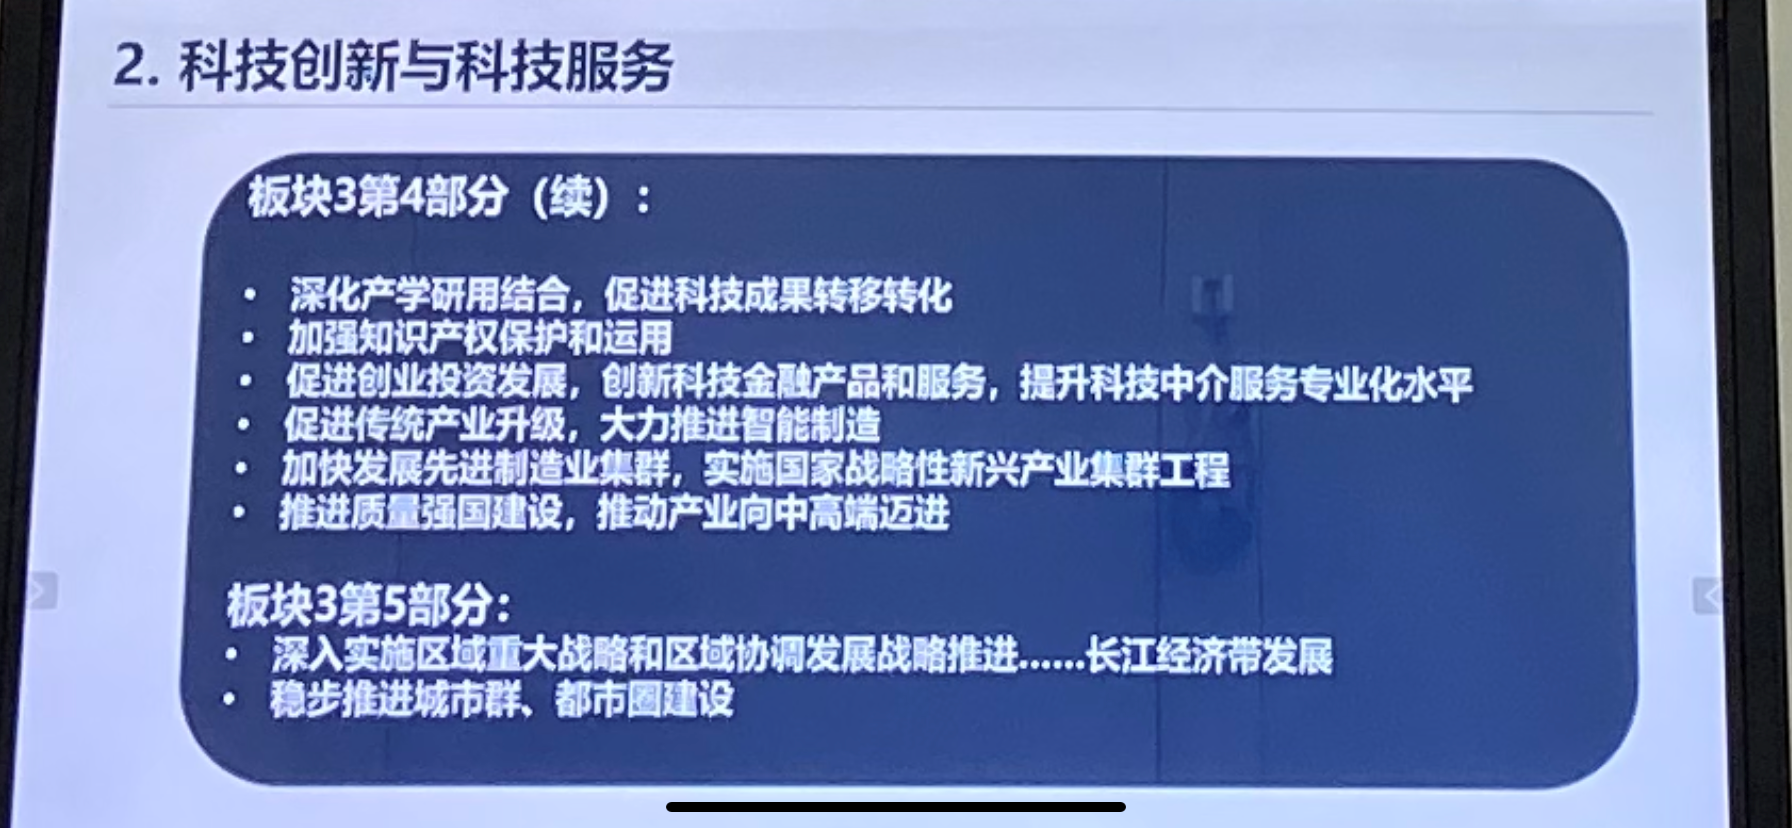 2. 科技创新与科技服务
板块3第4部分（续）：
• 深化产学研用结合，促进科技成果转移转化
• 加强知识产权保护和运用
• 促进创业投资发展，创新科技金融产品和服务，提升科技中介服务专业化水平
• 促进传统产业升级，大力推进智能制造
• 加快发展先进制造业集群，实施国家战略性新兴产业集群工程
• 推进质量强国建设，推动产业向中高端迈进
板块3第5部分：
• 深入实施区域重大战略和区域协调发展战略推进……长江经济带发展
• 稳步推进城市群、都市圈建设